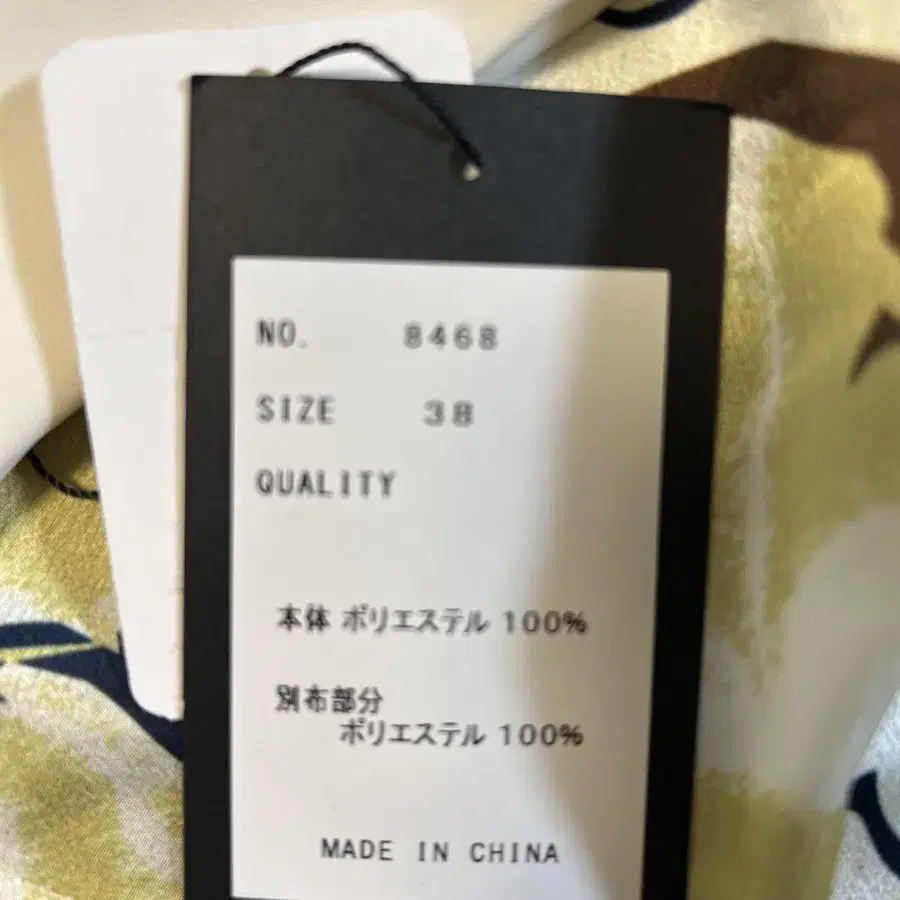 NO. 8468
SIZE 38
QUALITY
本体 ポリエステル 100%
別布部分
ポリエステル 100%
MADE IN CHINA